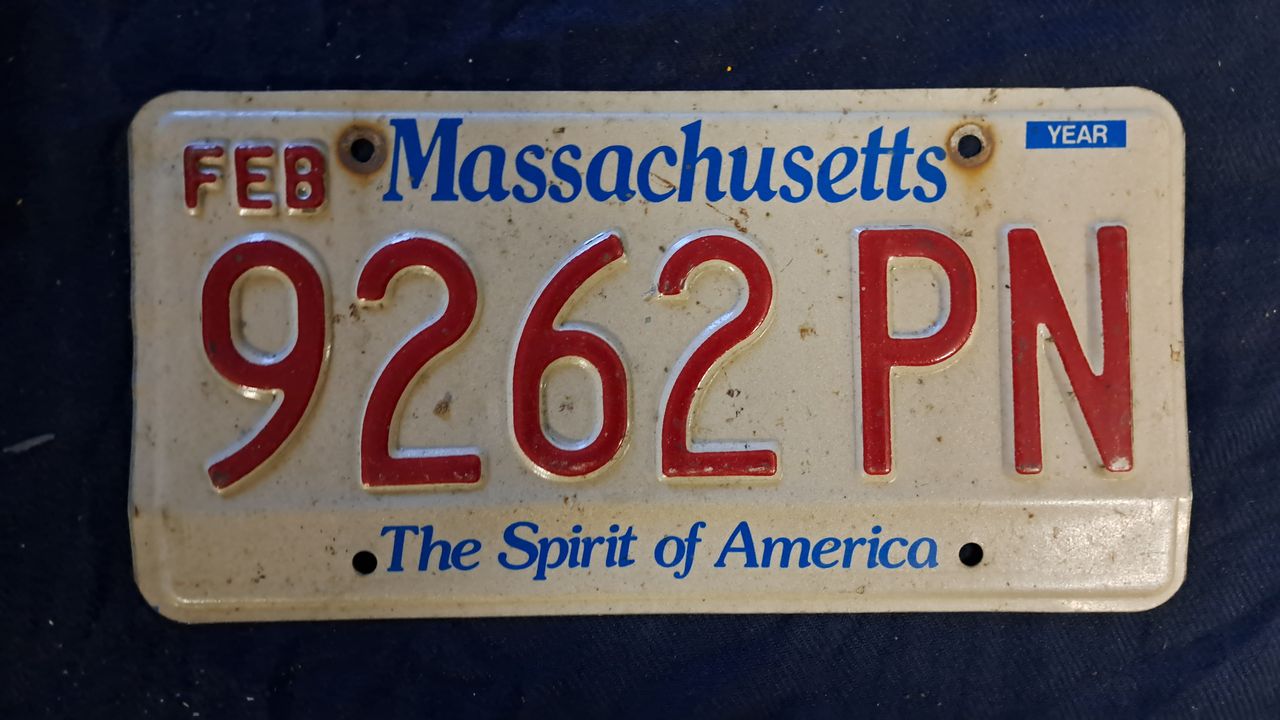 FEB Massachusetts YEAR
9262 PN
The Spirit of America